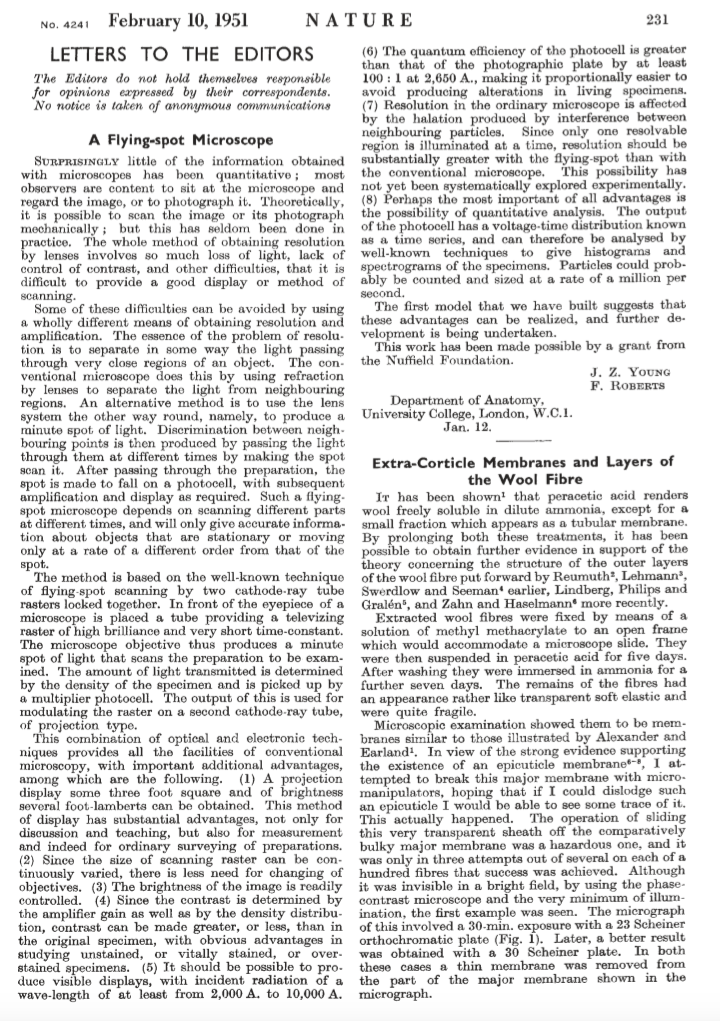 No. 4241 February 10, 1951 NATURE 231
LETTERS TO THE EDITORS
The Editors do not hold themselves responsible
for opinions expressed by their correspondents.
No notice is taken of anonymous communications
A Flying-spot Microscope
SURPRISINGLY little of the information obtained
with microscopes has been quantitative ; most
observers are content to sit at the microscope and
regard the image, or to photograph it. Theoretically,
it is possible to scan the image or its photograph
mechanically ; but this has seldom been done in
practice. The whole method of obtaining resolution
by lenses involves so much loss of light, lack of
control of contrast, and other difficulties, that it is
difficult to provide a good display or method of
scanning.
Some of these difficulties can be avoided by using
a wholly different means of obtaining resolution and
amplification. The essence of the problem of resolu-
tion is to separate in some way the light passing
through very close regions of an object. The con-
ventional microscope does this by using refraction
by lenses to separate the light from neighbouring
regions. An alternative method is to use the lens
system the other way round, namely, to produce a
minute spot of light. Discrimination between neigh-
bouring points is then produced by passing the light
through them at different times by making the spot
scan it. After passing through the preparation, the
spot is made to fall on a photocell, with subsequent
amplification and display as required. Such a flying-
spot microscope depends on scanning different parts
at different times, and will only give accurate informa-
tion about objects that are stationary or moving
only at a rate of a different order from that of the
spot.
The method is based on the well-known technique
of flying-spot scanning by two cathode-ray tube
rasters locked together. In front of the eyepiece of a
microscope is placed a tube providing a televizing
raster of high brilliance and very short time-constant.
The microscope objective thus produces a minute
spot of light that scans the preparation to be exam-
ined. The amount of light transmitted is determined
by the density of the specimen and is picked up by
a multiplier photocell. The output of this is used for
modulating the raster on a second cathode-ray tube,
of projection type.
This combination of optical and electronic tech-
niques provides all the facilities of conventional
microscopy, with important additional advantages,
among which are the following. (1) A projection
display some three foot square and of brightness
several foot-lamberts can be obtained. This method
of display has substantial advantages, not only for
discussion and teaching, but also for measurement
and indeed for ordinary surveying of preparations.
(2) Since the size of scanning raster can be con-
tinuously varied, there is less need for changing of
objectives. (3) The brightness of the image is readily
controlled. (4) Since the contrast is determined by
the amplifier gain as well as by the density distribu-
tion, contrast can be made greater, or less, than in
the original specimen, with obvious advantages in
studying unstained, or vitally stained, or over-
stained specimens. (5) It should be possible to pro-
duce visible displays, with incident radiation of a
wave-length of at least from 2,000 A. to 10,000 A.
(6) The quantum efficiency of the photocell is greater
than that of the photographic plate by at least
100 : 1 at 2,650 A., making it proportionally easier to
avoid producing alterations in living specimens.
(7) Resolution in the ordinary microscope is affected
by the halation produced by interference between
neighbouring particles. Since only one resolvable
region is illuminated at a time, resolution should be
substantially greater with the flying-spot than with
the conventional microscope. This possibility has
not yet been systematically explored experimentally.
(8) Perhaps the most important of all advantages is
the possibility of quantitative analysis. The output
of the photocell has a voltage-time distribution known
as a time series, and can therefore be analysed by
well-known techniques to give histograms and
spectrograms of the specimens. Particles could prob-
ably be counted and sized at a rate of a million per
second.
The first model that we have built suggests that
these advantages can be realized, and further de-
velopment is being undertaken.
This work has been made possible by a grant from
the Nuffield Foundation.
J. Z. YOUNG
F. ROBERTS
Department of Anatomy,
University College, London, W.C.1.
Jan. 12.
Extra-Corticle Membranes and Layers of
the Wool Fibre
IT has been shown¹ that peracetic acid renders
wool freely soluble in dilute ammonia, except for a
small fraction which appears as a tubular membrane.
By prolonging both these treatments, it has been
possible to obtain further evidence in support of the
theory concerning the structure of the outer layers
of the wool fibre put forward by Reumuth², Lehmann³,
Swerdlow and Seeman⁴ earlier, Lindberg, Philips and
Gralén⁵, and Zahn and Haselmann⁶ more recently.
Extracted wool fibres were fixed by means of a
solution of methyl methacrylate to an open frame
which would accommodate a microscope slide. They
were then suspended in peracetic acid for five days.
After washing they were immersed in ammonia for a
further seven days. The remains of the fibres had
an appearance rather like transparent soft elastic and
were quite fragile.
Microscopic examination showed them to be mem-
branes similar to those illustrated by Alexander and
Earland¹. In view of the strong evidence supporting
the existence of an epicuticle membrane⁶⁻⁸, I at-
tempted to break this major membrane with micro-
manipulators, hoping that if I could dislodge such
an epicuticle I would be able to see some trace of it.
This actually happened. The operation of sliding
this very transparent sheath off the comparatively
bulky major membrane was a hazardous one, and it
was only in three attempts out of several on each of a
hundred fibres that success was achieved. Although
it was invisible in a bright field, by using the phase-
contrast microscope and the very minimum of illum-
ination, the first example was seen. The micrograph
of this involved a 30-min. exposure with a 23 Scheiner
orthochromatic plate (Fig. 1). Later, a better result
was obtained with a 30 Scheiner plate. In both
these cases a thin membrane was removed from
the part of the major membrane shown in the
micrograph.